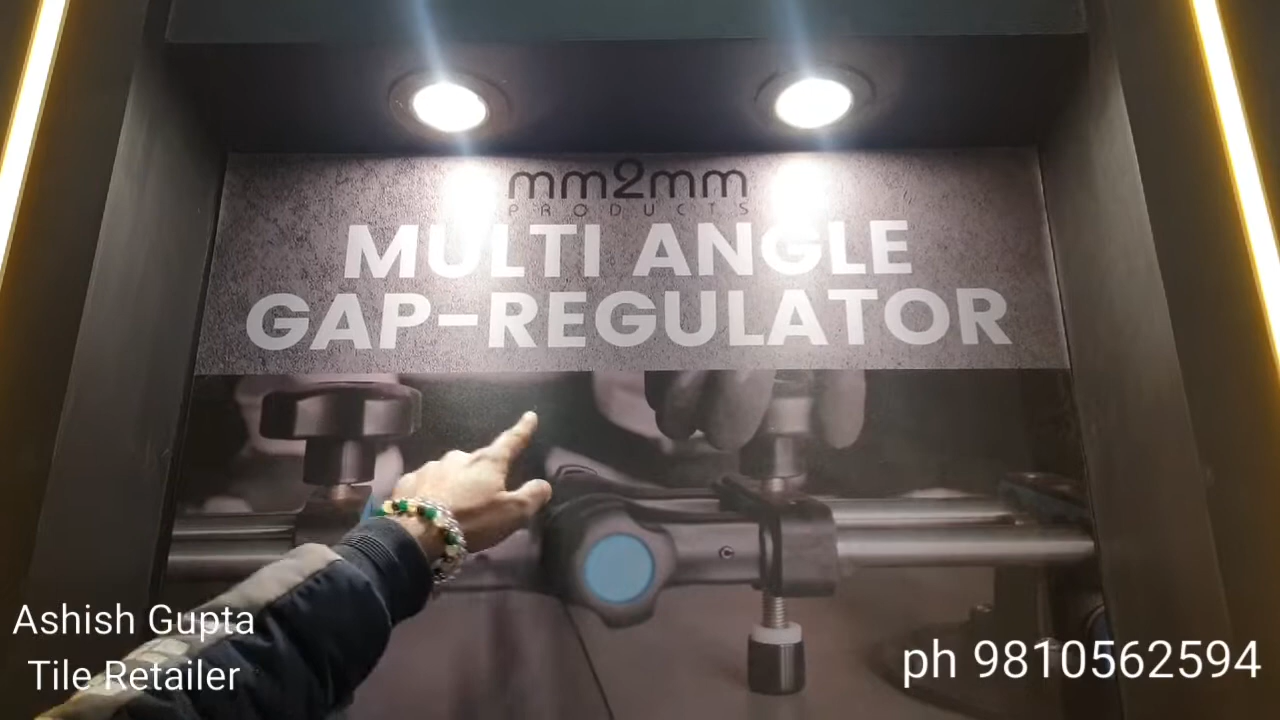 mm2mm
PRODUCTS
MULTI ANGLE
GAP-REGULATOR
Ashish Gupta
Tile Retailer
ph 9810562594